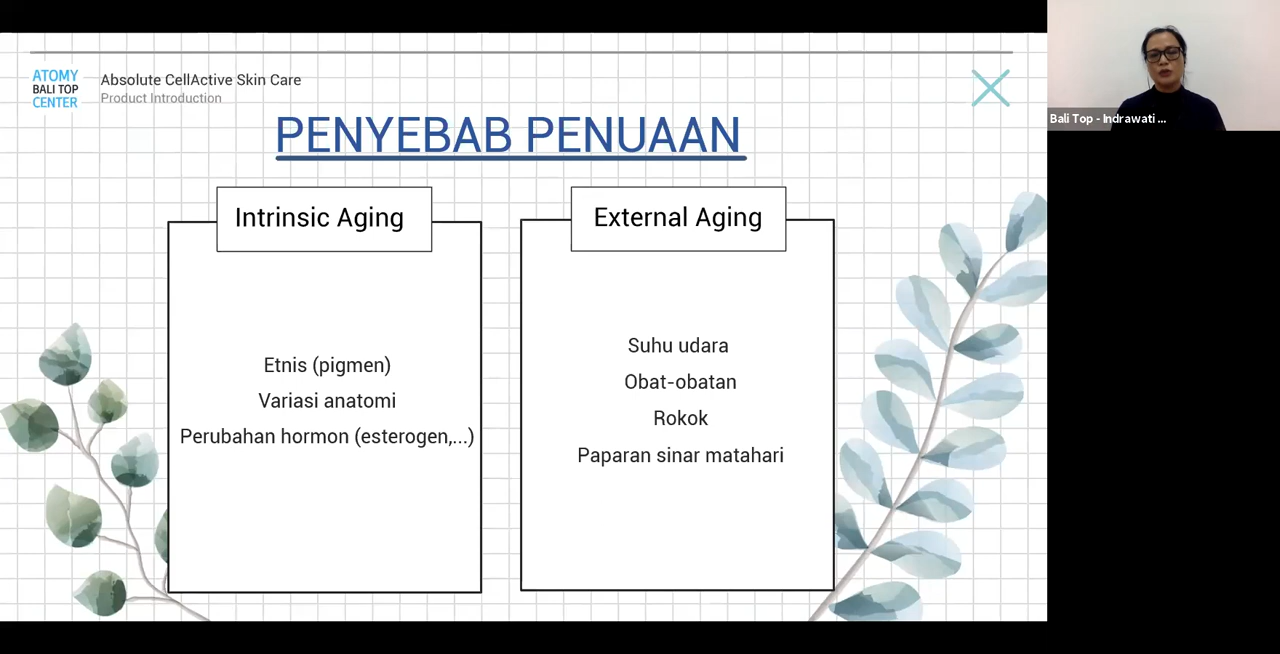 ATOMY
BALI TOP
CENTER
Absolute CellActive Skin Care
Product Introduction
PENYEBAB PENUAAN
Intrinsic Aging
Etnis (pigmen)
Variasi anatomi
Perubahan hormon (esterogen,...)
External Aging
Suhu udara
Obat-obatan
Rokok
Paparan sinar matahari
Bali Top - Indrawati ...